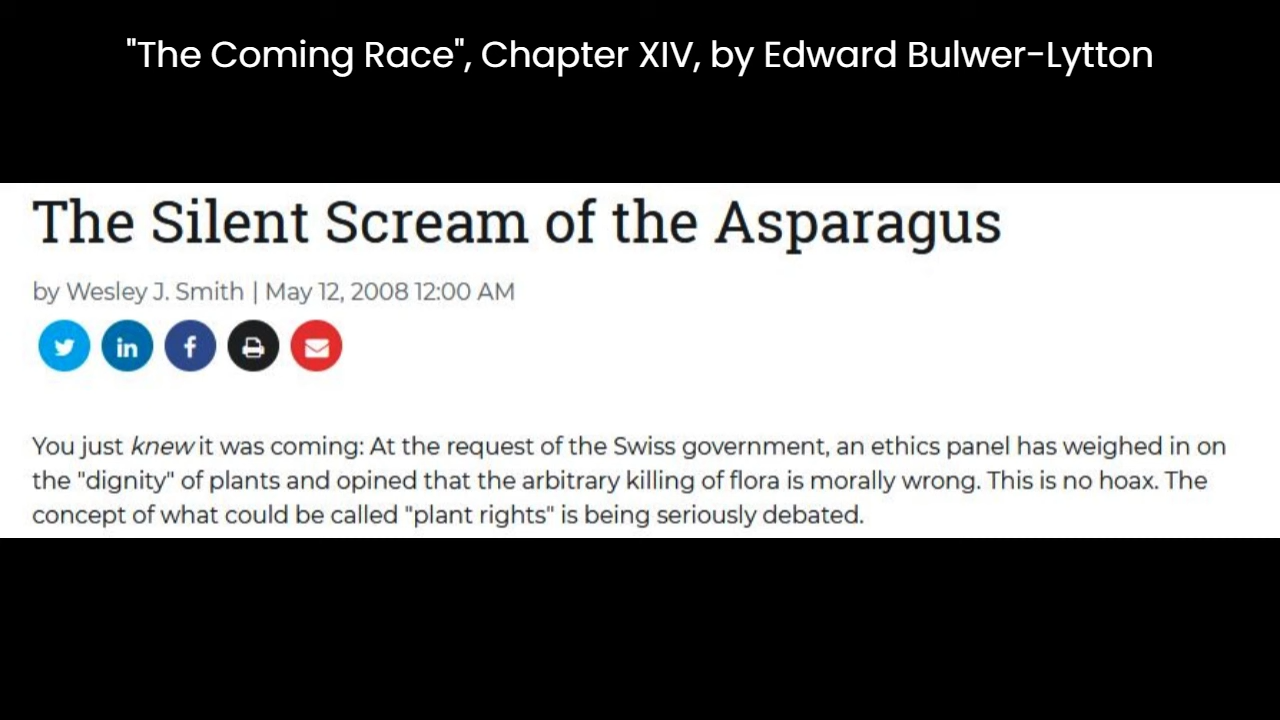 "The Coming Race", Chapter XIV, by Edward Bulwer-Lytton
The Silent Scream of the Asparagus
by Wesley J. Smith | May 12, 2008 12:00 AM
in f
You just knew it was coming: At the request of the Swiss government, an ethics panel has weighed in on
the "dignity" of plants and opined that the arbitrary killing of flora is morally wrong. This is no hoax. The
concept of what could be called "plant rights" is being seriously debated.